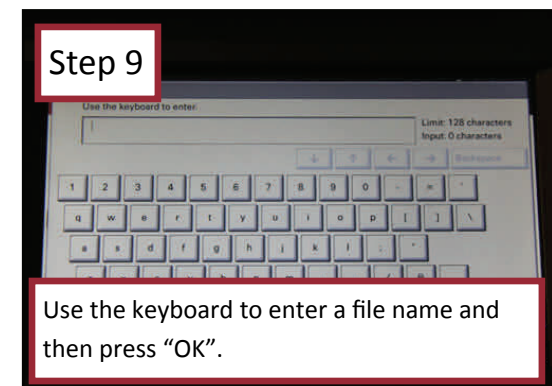 Step 9
Use the keyboard to enter.
Limit: 128 characters
Input: 0 characters
↓ ↑ ← → Backspace
1 2 3 4 5 6 7 8 9 0 - =
q w e r t y u i o p [ ] \
a s d f g h j k l ;
Use the keyboard to enter a file name and
then press “OK”.